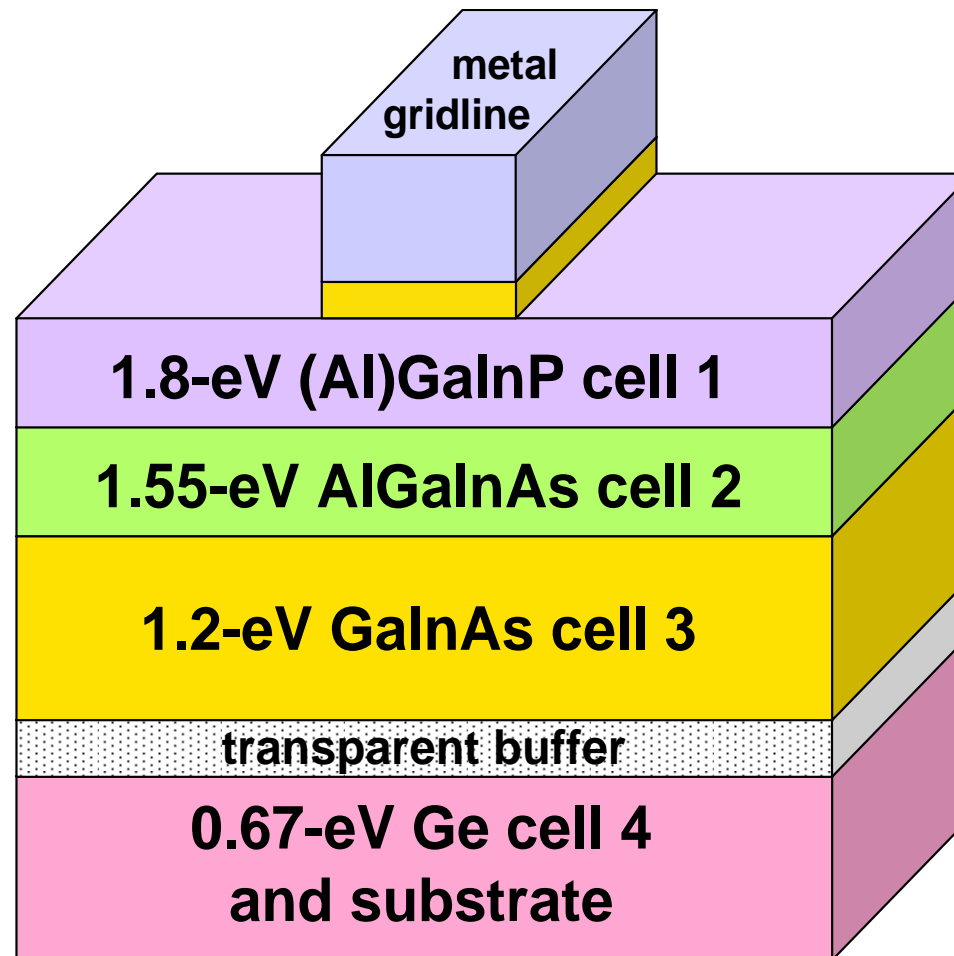 metal
gridline
1.8-eV (Al)GaInP cell 1
1.55-eV AlGaInAs cell 2
1.2-eV GaInAs cell 3
transparent buffer
0.67-eV Ge cell 4
and substrate